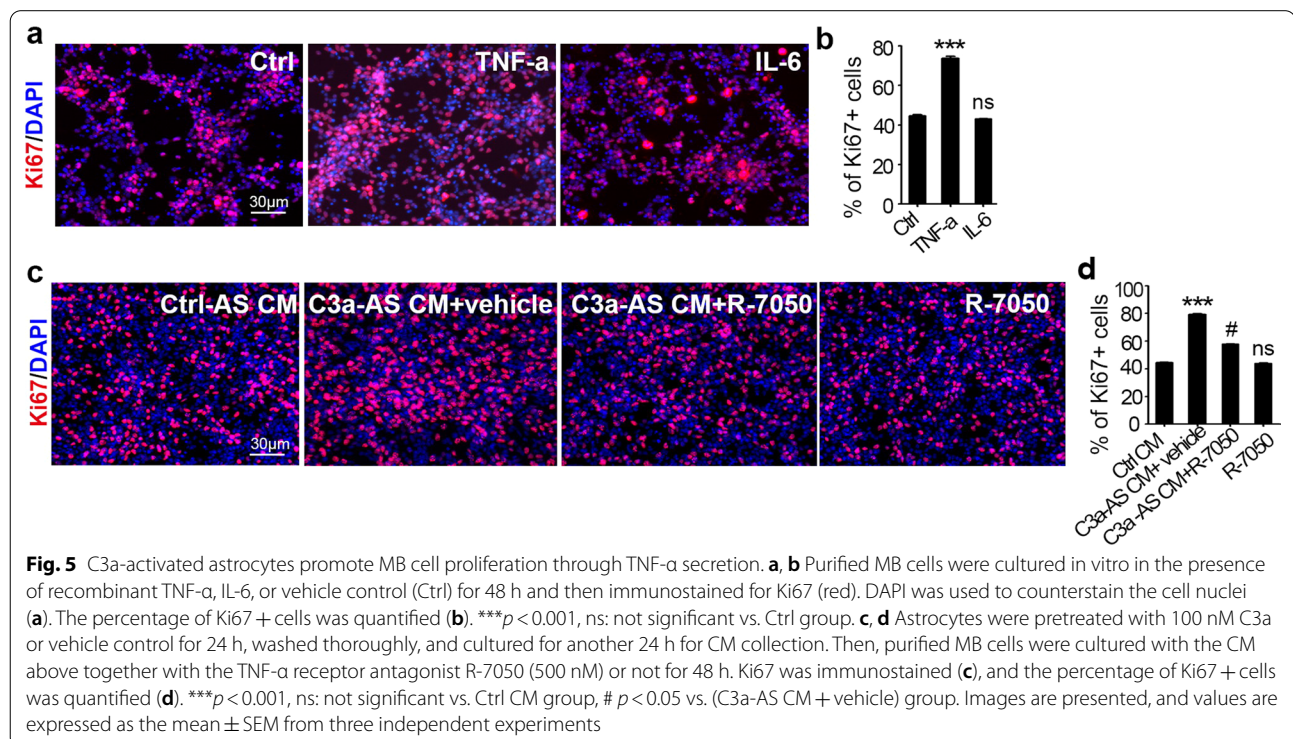 a
Ki67/DAPI
Ctrl
30µm
TNF-a
IL-6
b
% of Ki67+ cells
80
60
40
20
0
***
ns
Ctrl
TNF-a
IL-6
c
Ki67/DAPI
Ctrl-AS CM
30µm
C3a-AS CM+vehicle
C3a-AS CM+R-7050
R-7050
d
% of Ki67+ cells
100
80
60
40
20
0
***
#
ns
Ctrl CM
C3a-AS CM+vehicle
C3a-AS CM+R-7050
R-7050
Fig. 5 C3a-activated astrocytes promote MB cell proliferation through TNF-α secretion. a, b Purified MB cells were cultured in vitro in the presence
of recombinant TNF-α, IL-6, or vehicle control (Ctrl) for 48 h and then immunostained for Ki67 (red). DAPI was used to counterstain the cell nuclei
(a). The percentage of Ki67 + cells was quantified (b). ***p < 0.001, ns: not significant vs. Ctrl group. c, d Astrocytes were pretreated with 100 nM C3a
or vehicle control for 24 h, washed thoroughly, and cultured for another 24 h for CM collection. Then, purified MB cells were cultured with the CM
above together with the TNF-α receptor antagonist R-7050 (500 nM) or not for 48 h. Ki67 was immunostained (c), and the percentage of Ki67 + cells
was quantified (d). ***p < 0.001, ns: not significant vs. Ctrl CM group, # p < 0.05 vs. (C3a-AS CM + vehicle) group. Images are presented, and values are
expressed as the mean ± SEM from three independent experiments